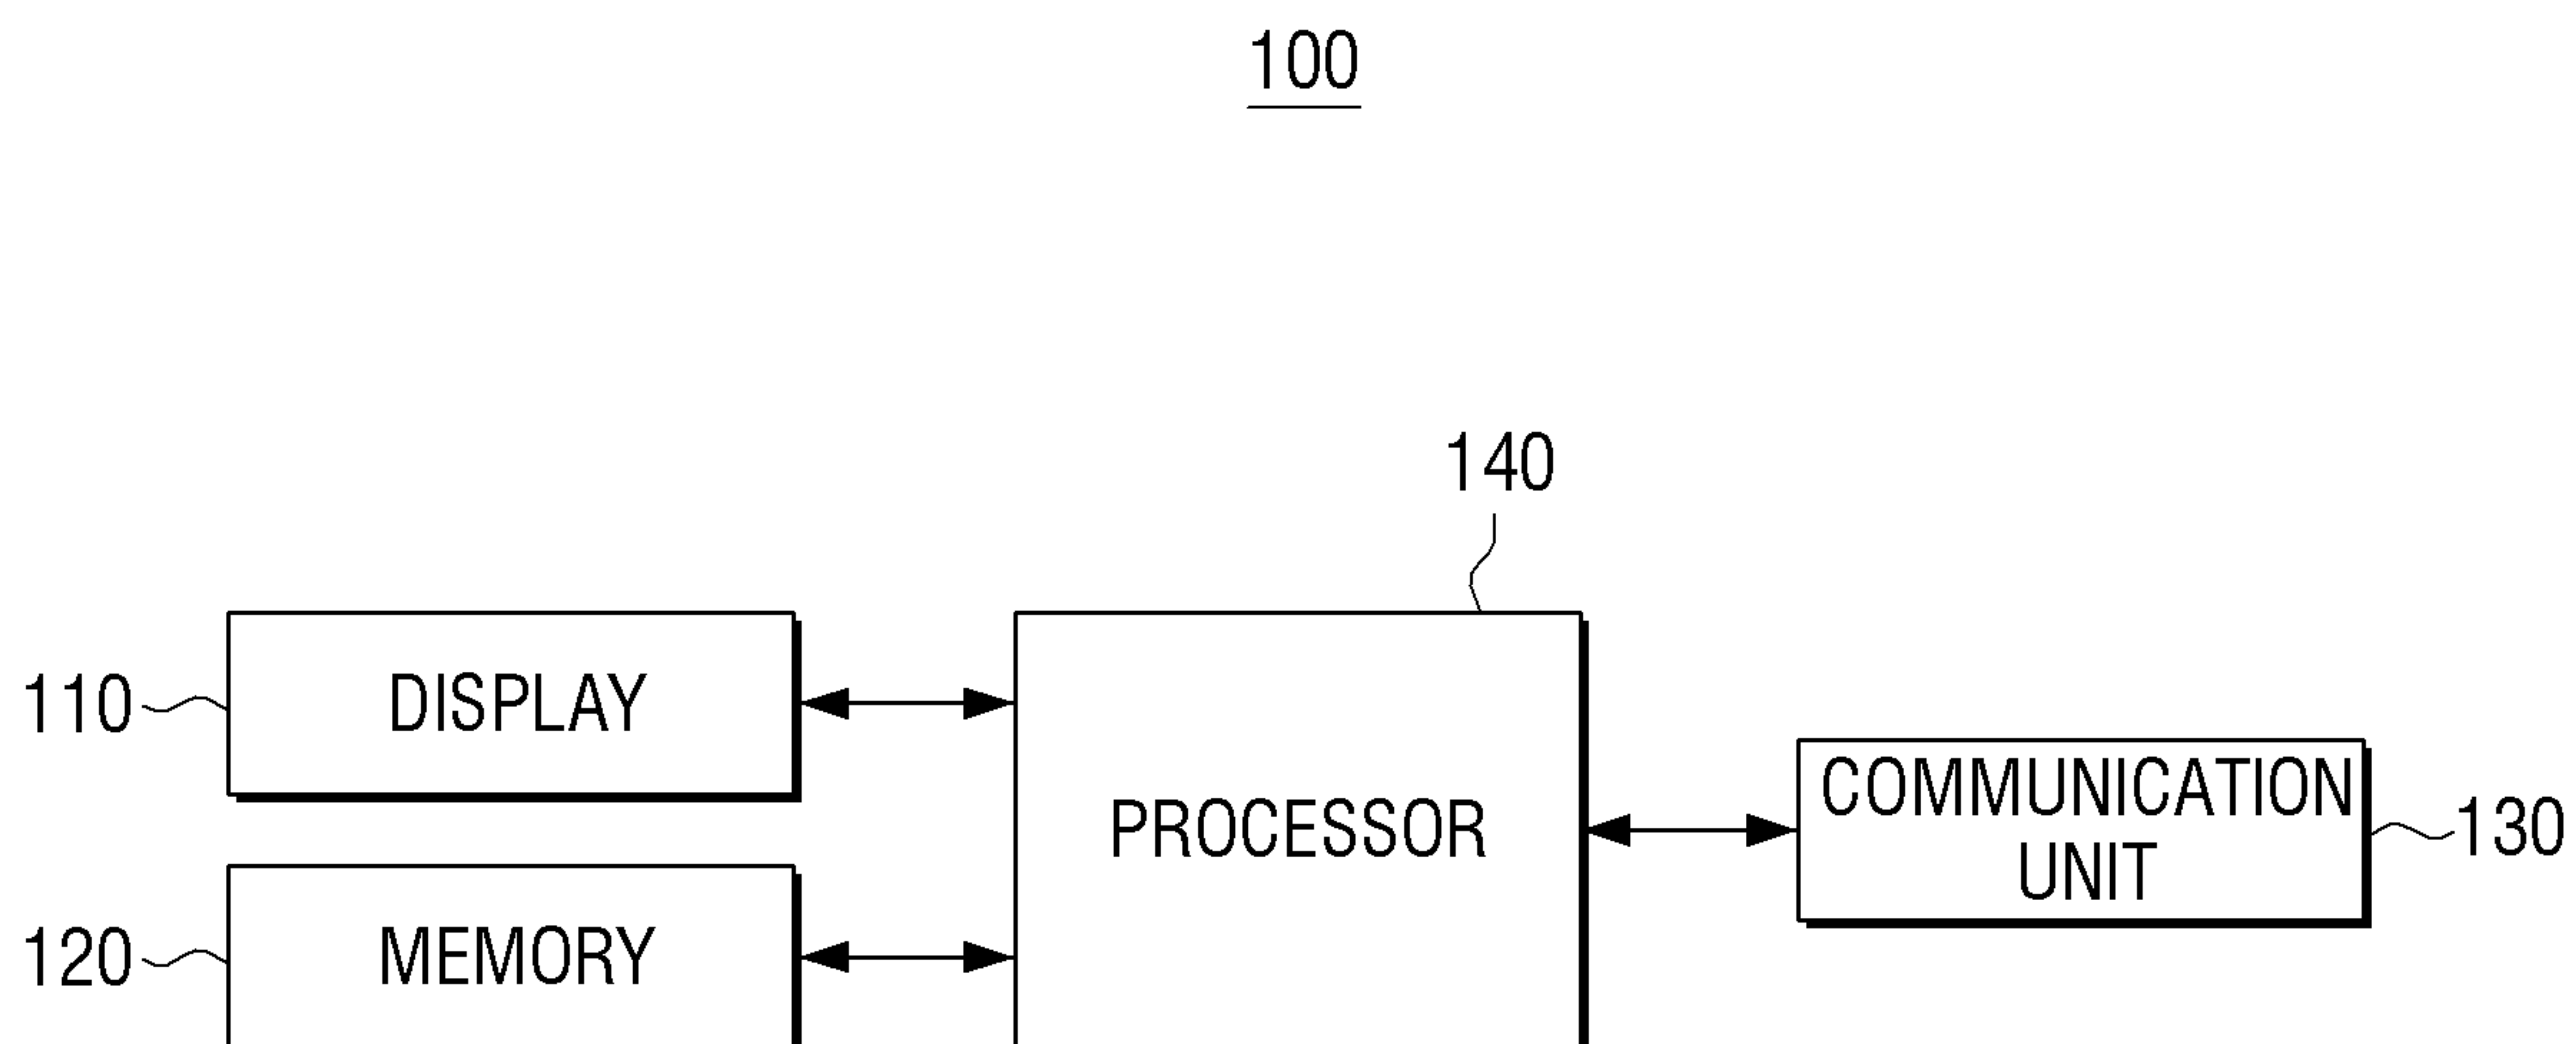 100
140
110
DISPLAY
PROCESSOR
COMMUNICATION
UNIT
130
120
MEMORY